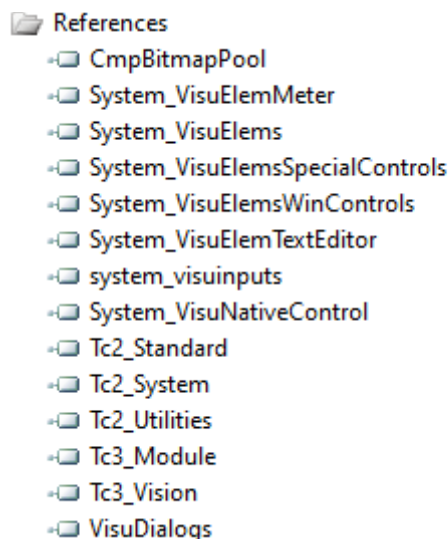 References
CmpBitmapPool
System_VisuElemMeter
System_VisuElems
System_VisuElemsSpecialControls
System_VisuElemsWinControls
System_VisuElemTextEditor
system_visuinputs
System_VisuNativeControl
Tc2_Standard
Tc2_System
Tc2_Utilities
Tc3_Module
Tc3_Vision
VisuDialogs